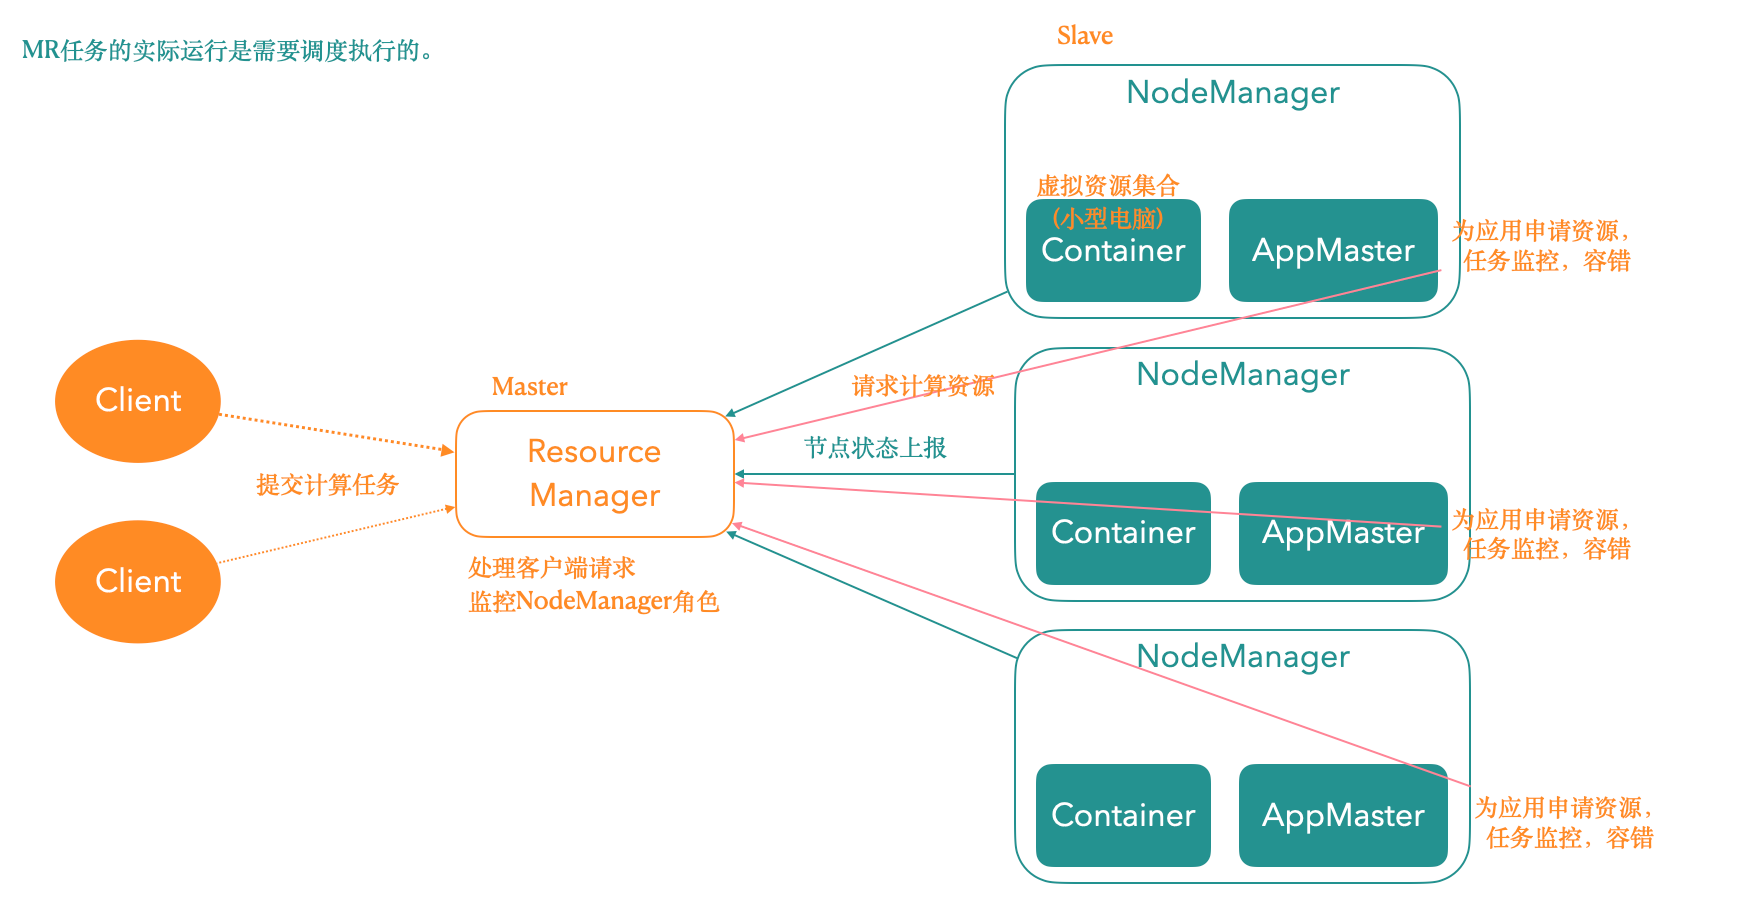 MR任务的实际运行是需要调度执行的。
Slave
NodeManager
虚拟资源集合
(小型电脑)
Container
AppMaster
为应用申请资源，
任务监控，容错
Client
Client
提交计算任务
Master
Resource
Manager
处理客户端请求
监控NodeManager角色
请求计算资源
节点状态上报
NodeManager
Container
AppMaster
为应用申请资源，
任务监控，容错
NodeManager
Container
AppMaster
为应用申请资源，
任务监控，容错